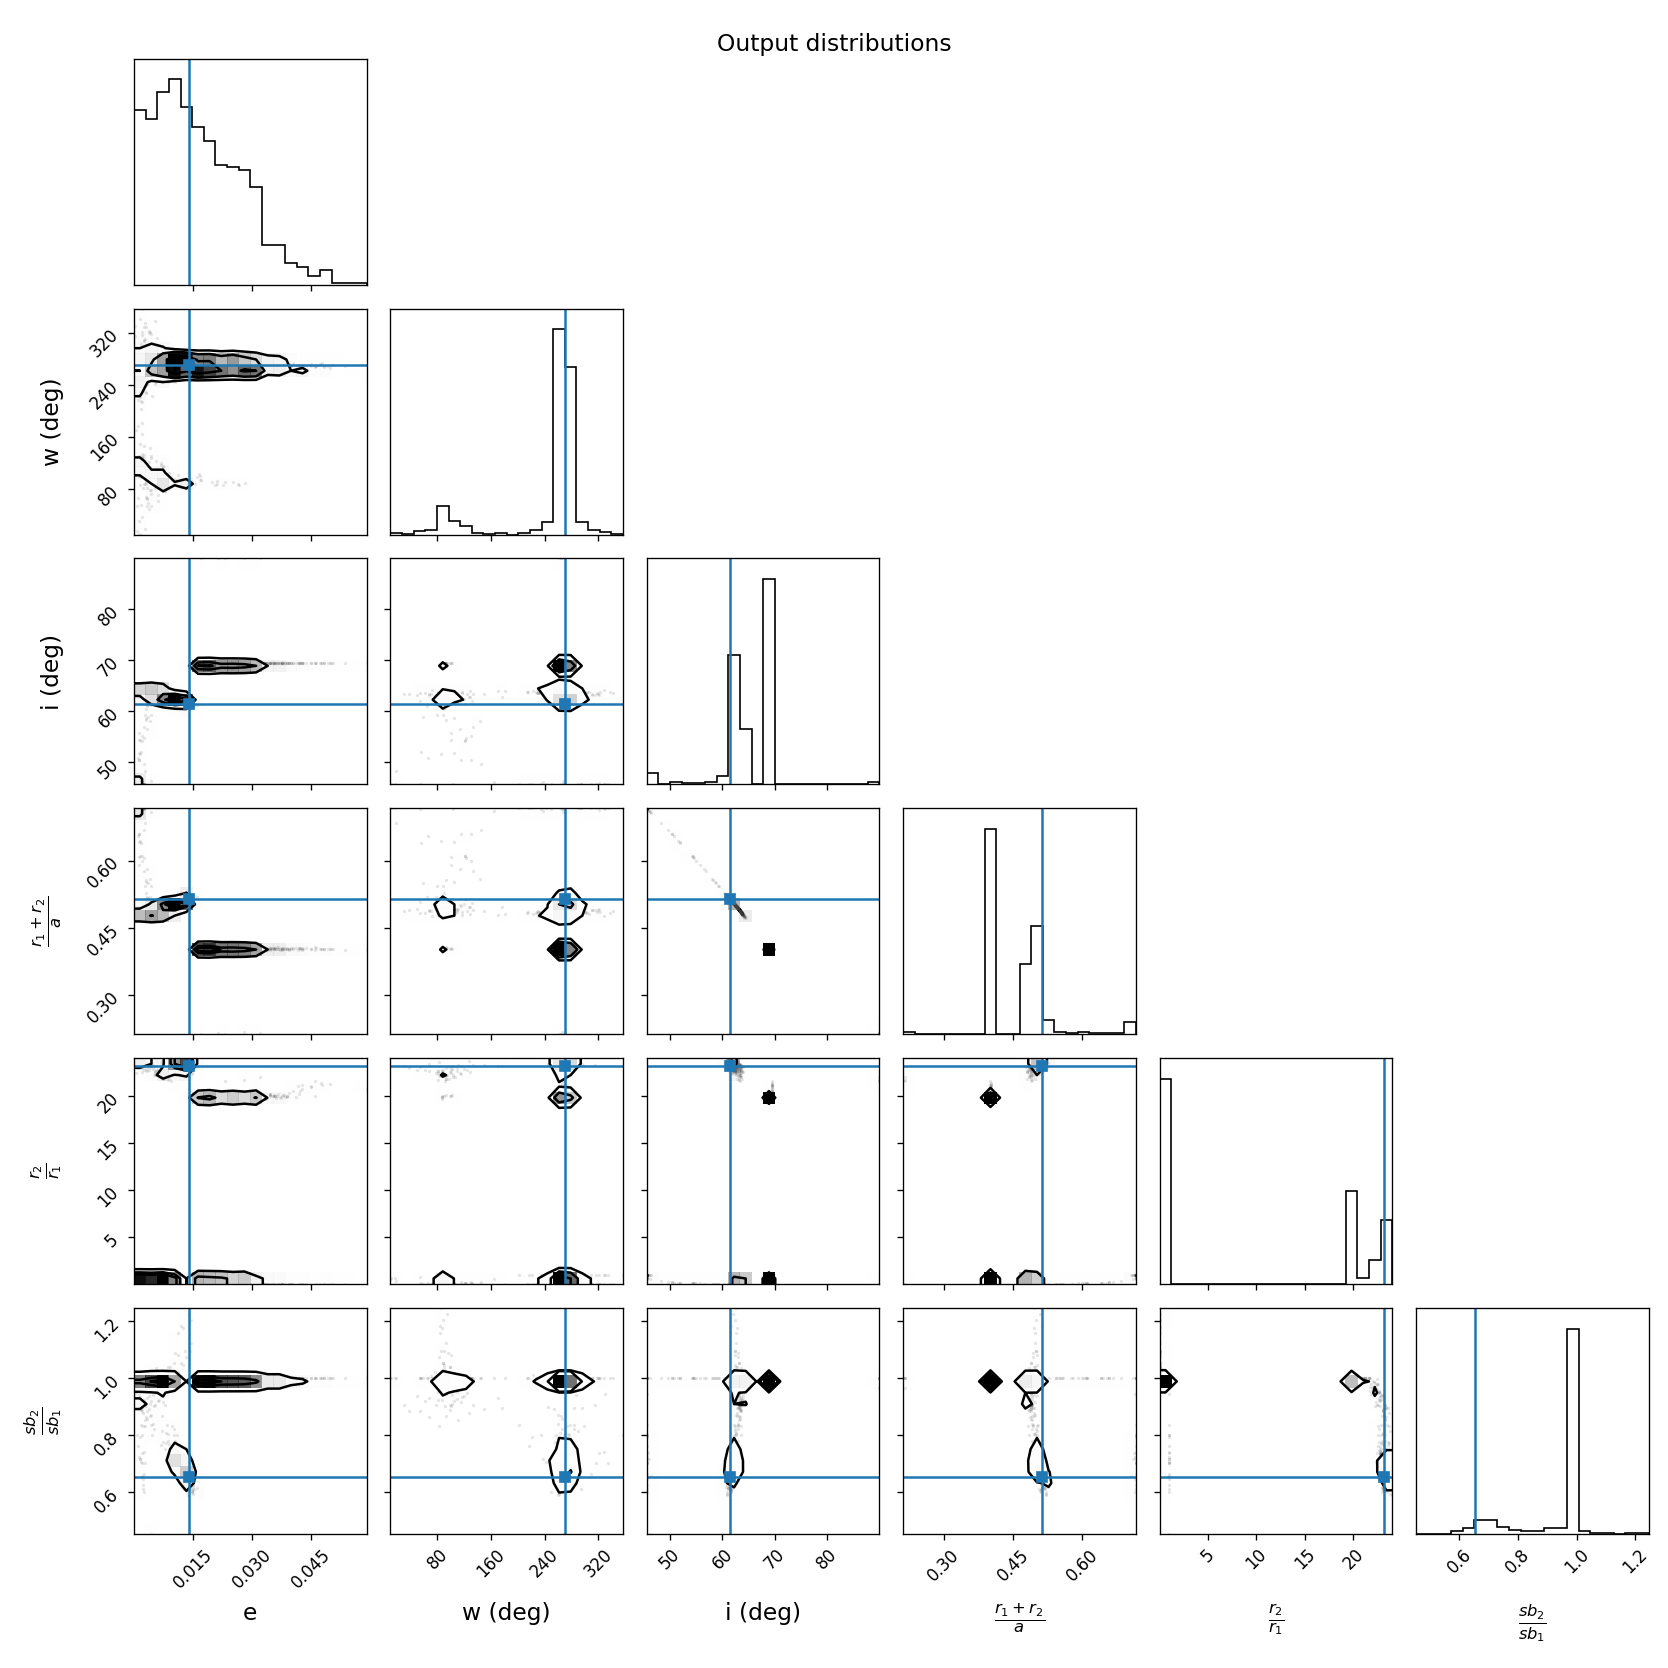 Output distributions
w (deg)
320
240
160
80
i (deg)
80
70
60
50
r₁ + r₂
a
0.60
0.45
0.30
r₂
r₁
20
15
10
5
sb₂
sb₁
1.2
1.0
0.8
0.6
0.015 0.030 0.045 80 160 240 320 50 60 70 80 0.30 0.45 0.60 5 10 15 20 0.6 0.8 1.0 1.2
e w (deg) i (deg) r₁ + r₂ r₂ sb₂
a r₁ sb₁